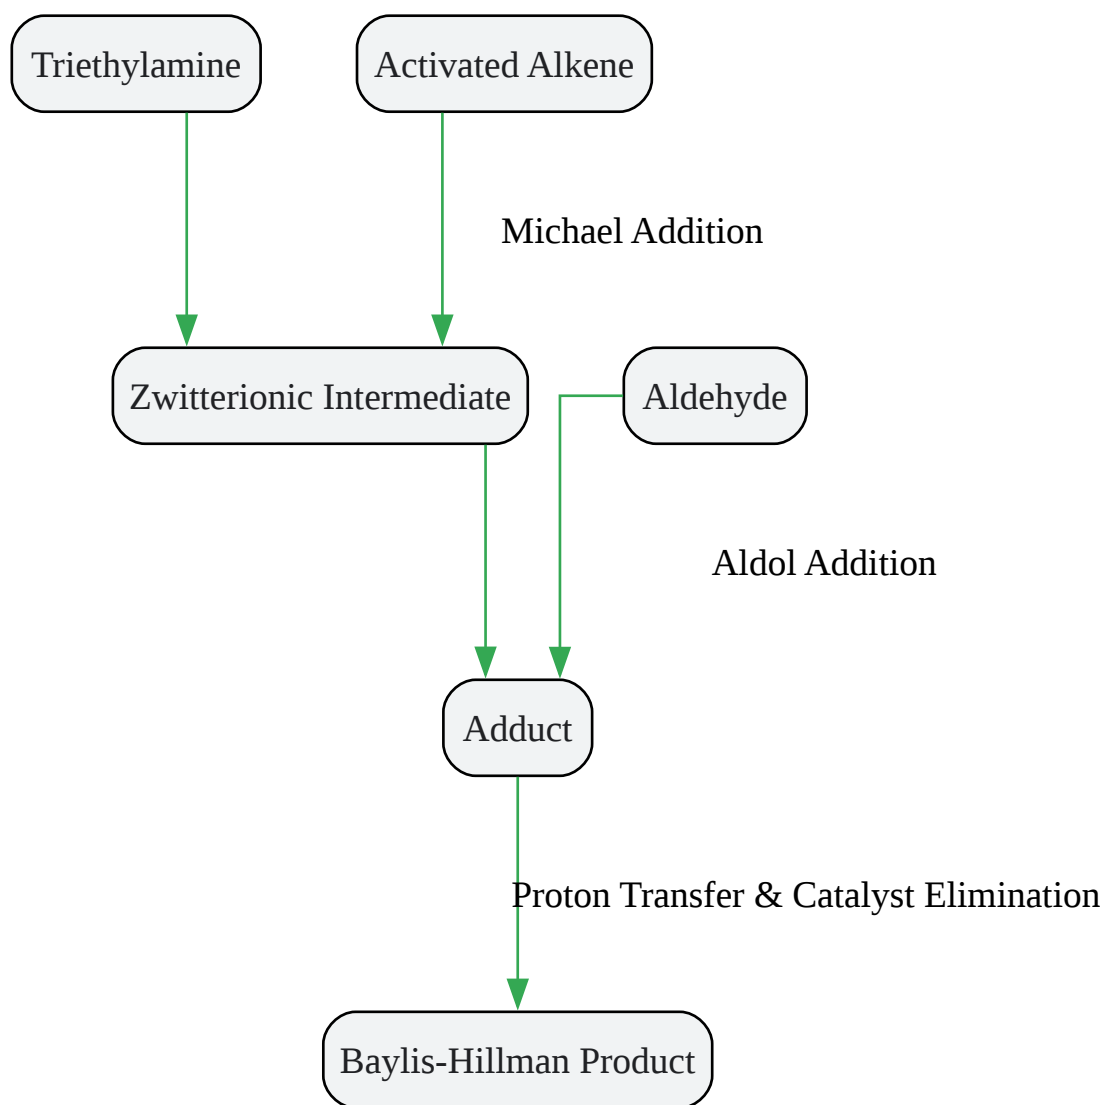 Triethylamine
Activated Alkene
Michael Addition
Zwitterionic Intermediate
Aldehyde
Aldol Addition
Adduct
Proton Transfer & Catalyst Elimination
Baylis-Hillman Product